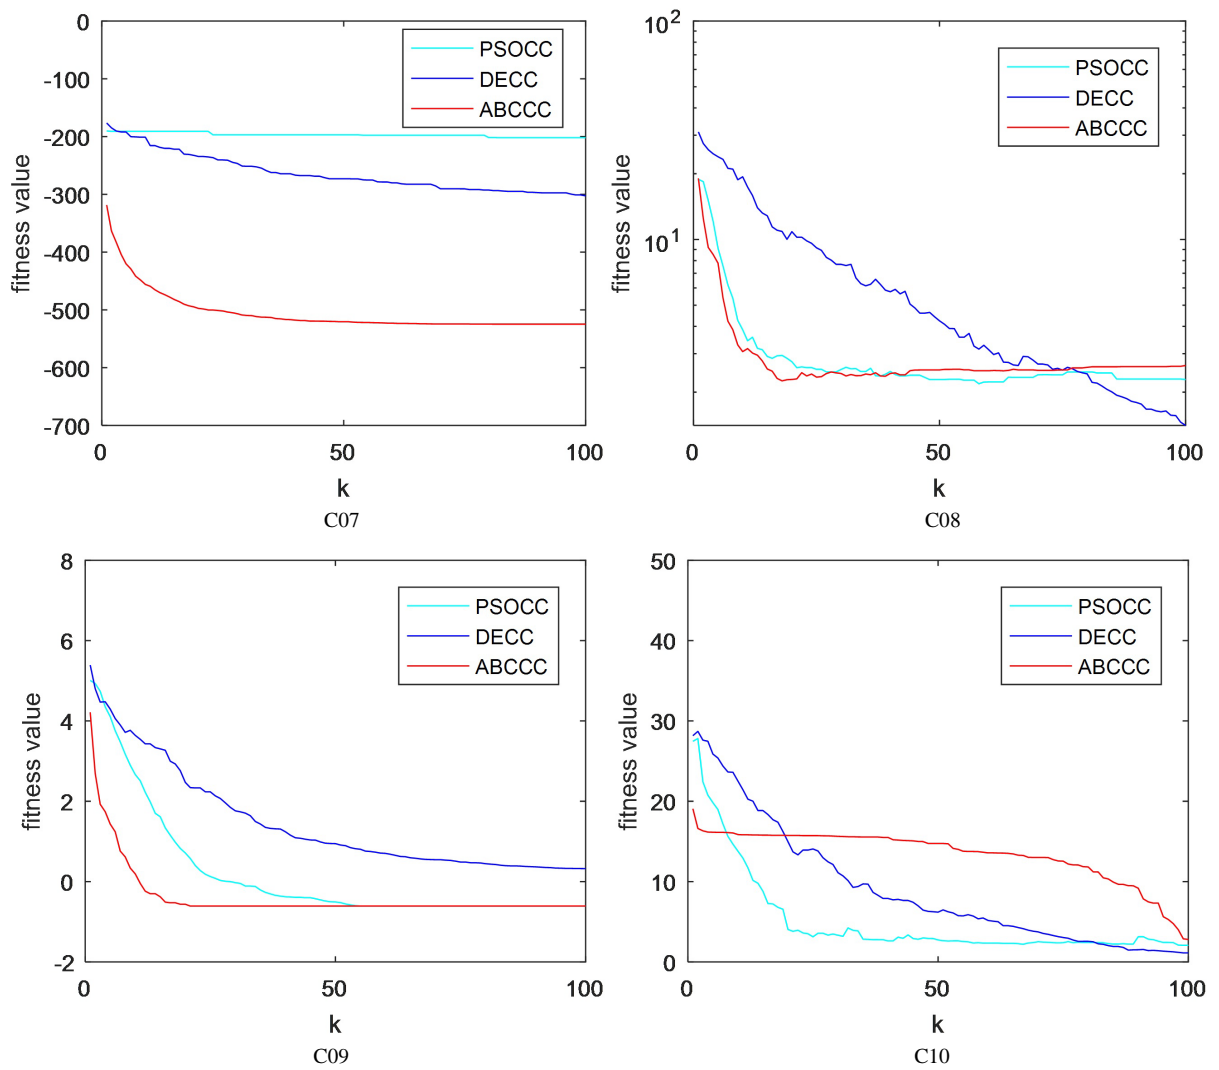 0
-100
-200
-300
-400
-500
-600
-700
fitness value
PSOCC
DECC
ABCCC
0 50 100
k
C07
10^2
10^1
fitness value
PSOCC
DECC
ABCCC
0 50 100
k
C08
8
6
4
2
0
-2
fitness value
PSOCC
DECC
ABCCC
0 50 100
k
C09
50
40
30
20
10
0
fitness value
PSOCC
DECC
ABCCC
0 50 100
k
C10